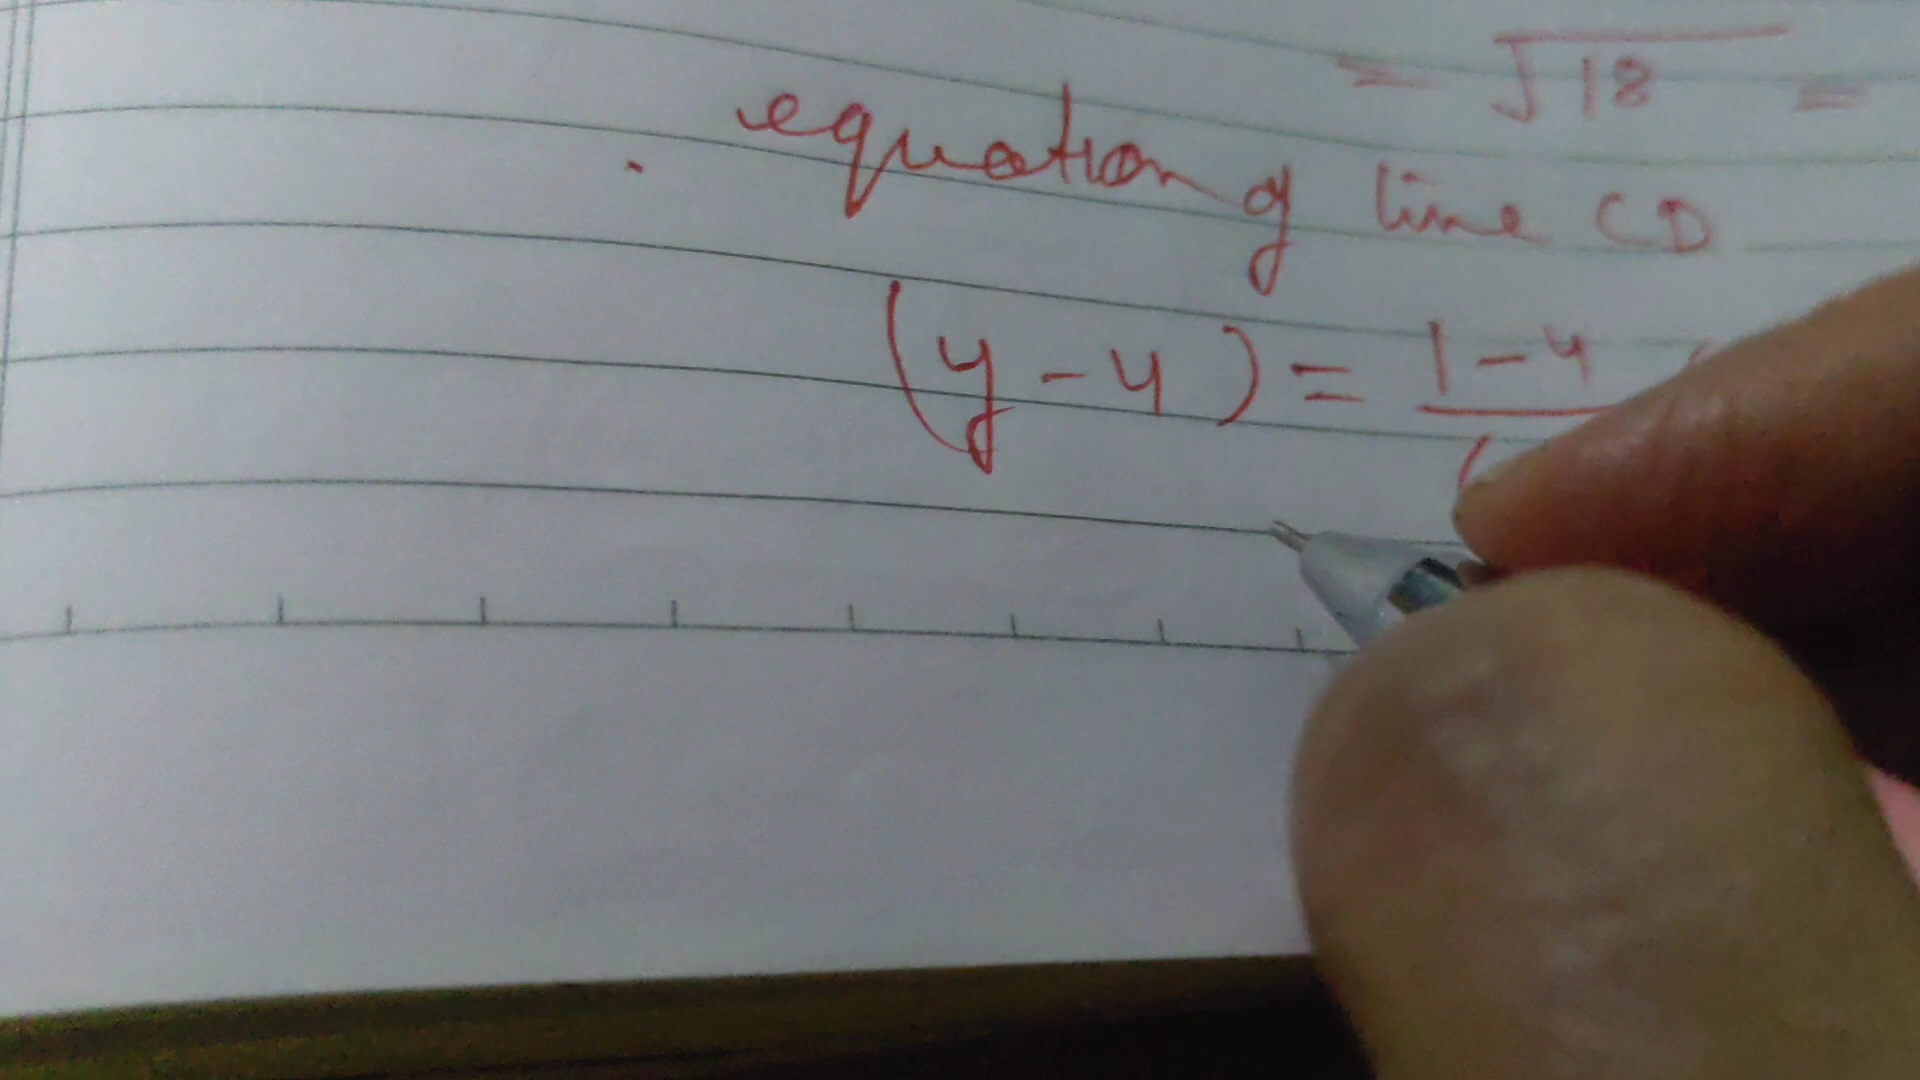 = √18 =
equation of line CD
(y - 4) = 1 - 4 (
(